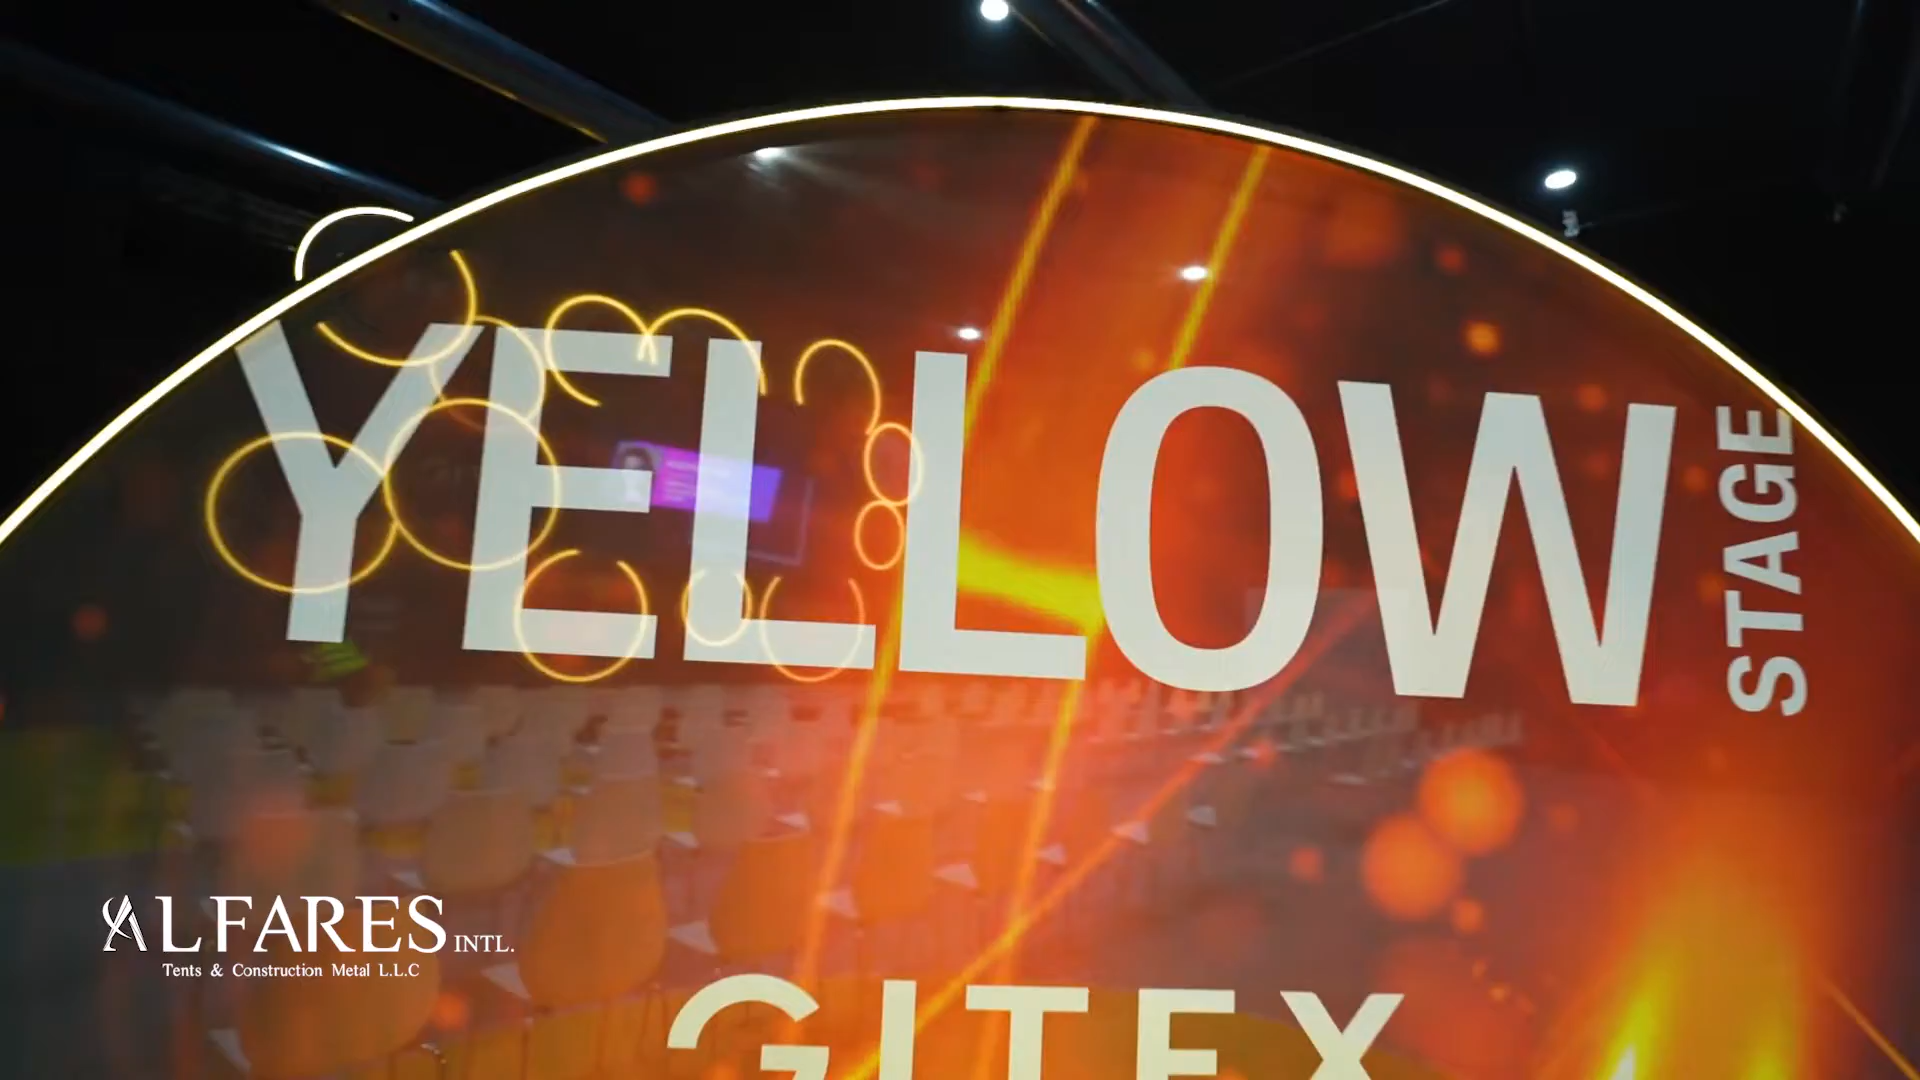 YELLOW
STAGE
GITEX
ALFARES INTL.
Tents & Construction Metal L.L.C